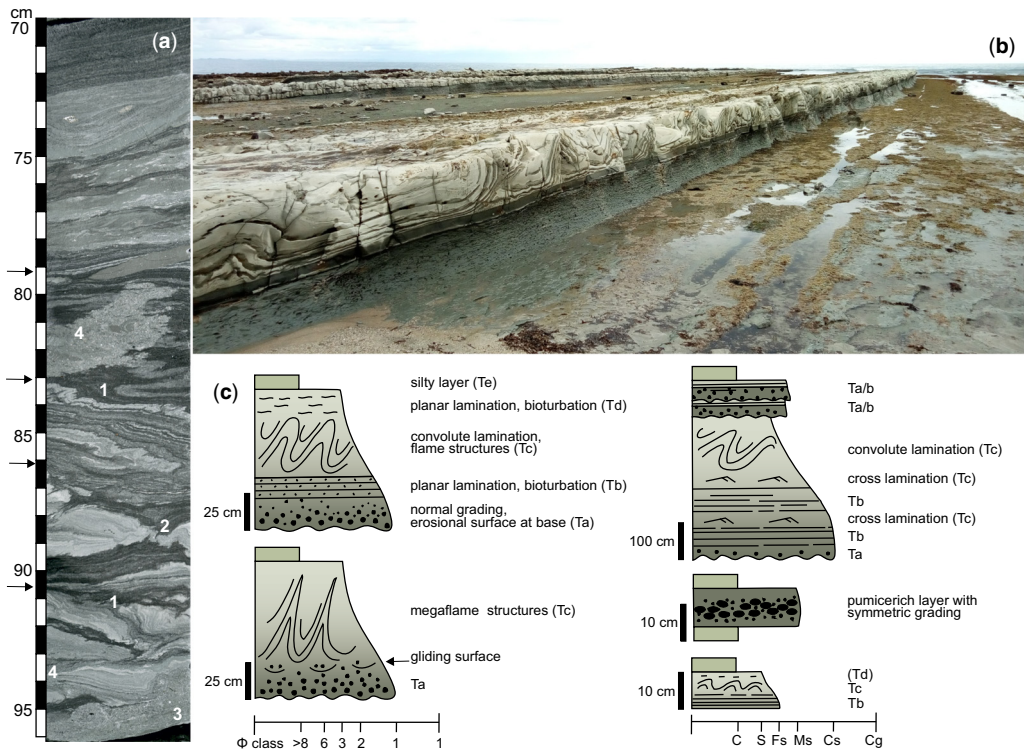 cm
70
(a)
75
80
4
1
85
2
90
1
4
3
95
(b)
(c)
silty layer (Te)
planar lamination, bioturbation (Td)
convolute lamination,
flame structures (Tc)
planar lamination, bioturbation (Tb)
normal grading,
erosional surface at base (Ta)
25 cm
megaflame structures (Tc)
gliding surface
Ta
25 cm
Φ class >8 6 3 2 1 1
Ta/b
Ta/b
convolute lamination (Tc)
cross lamination (Tc)
Tb
cross lamination (Tc)
Tb
Ta
100 cm
pumicerich layer with
symmetric grading
10 cm
(Td)
Tc
Tb
10 cm
C S Fs Ms Cs Cg